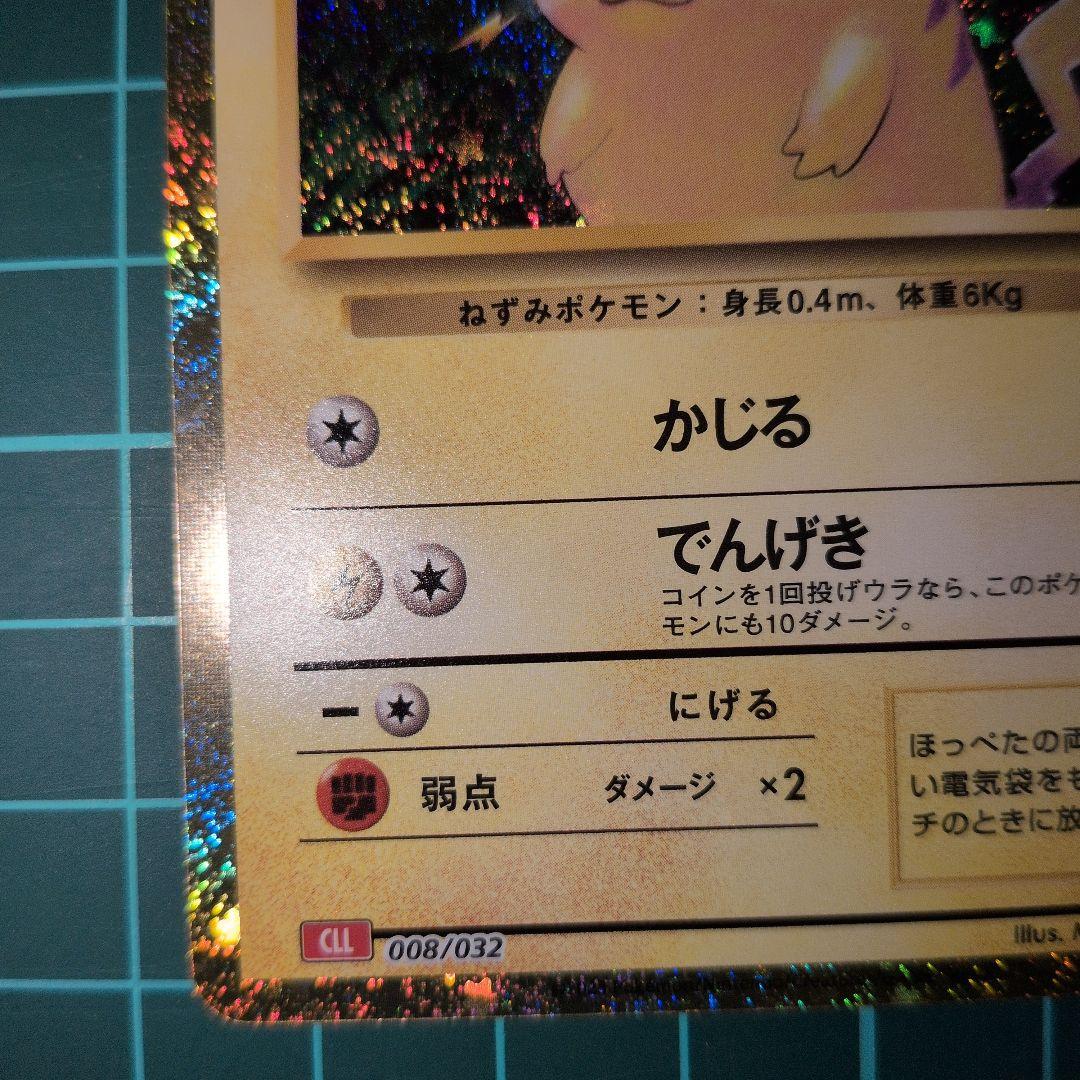 ねずみポケモン：身長0.4m、体重6Kg
かじる
でんげき
コインを1回投げウラなら、このポケ
モンにも10ダメージ。
ー にげる
弱点 ダメージ ×2
ほっぺたの両
い電気袋をも
チのときに放
CLL 008/032
Illus.